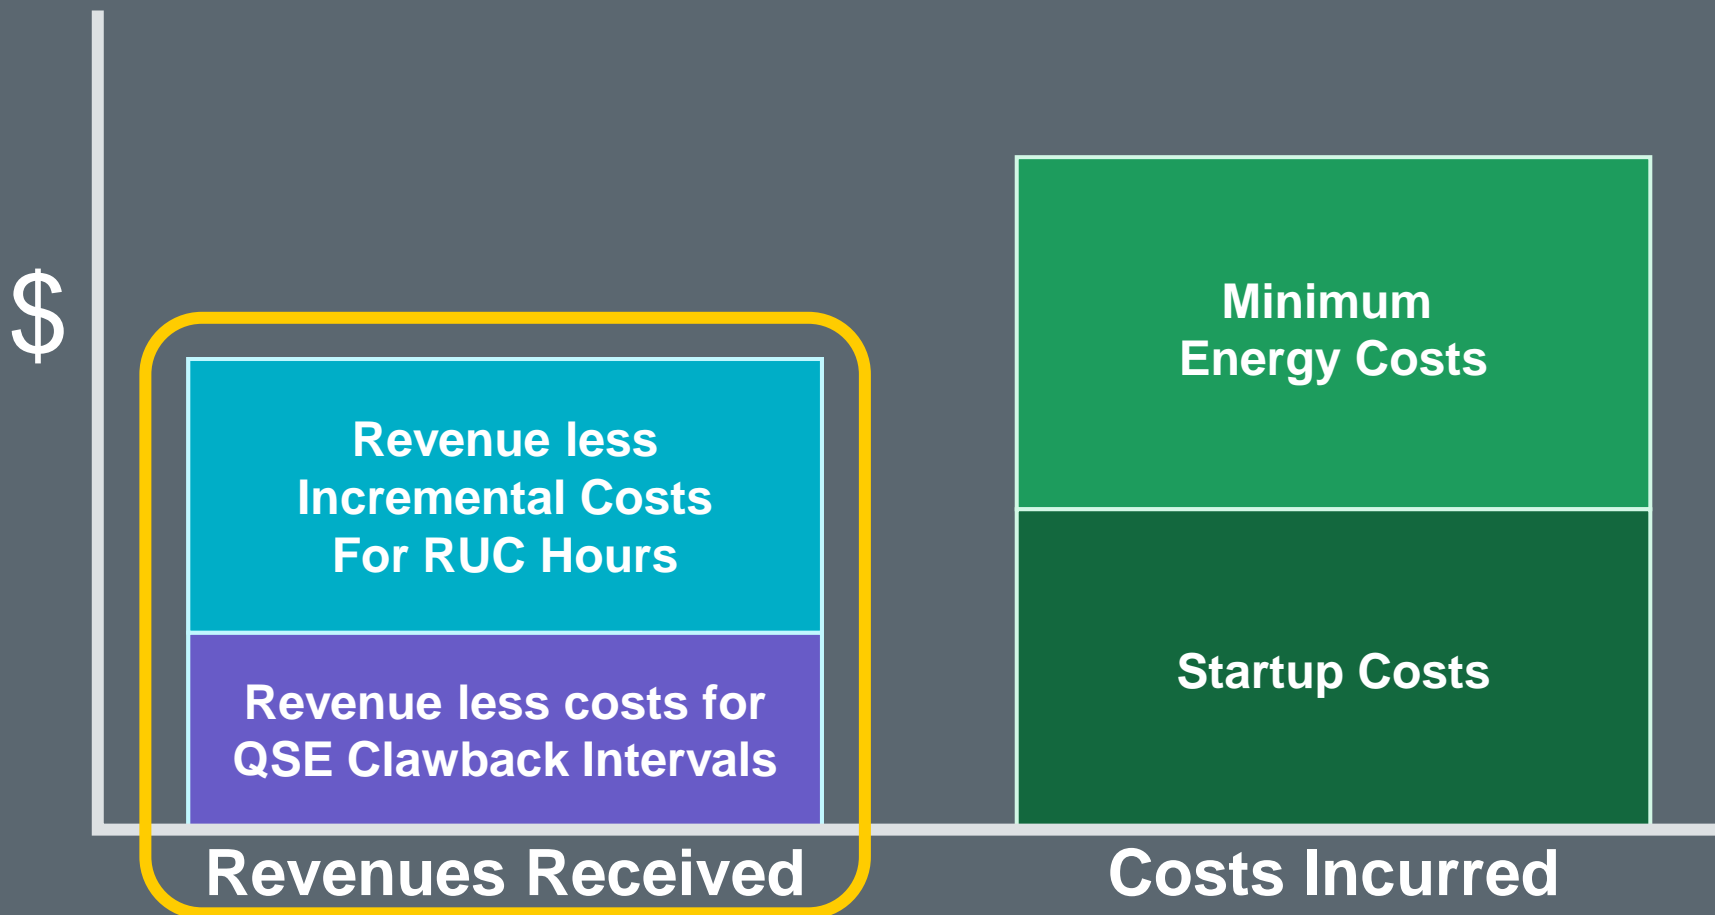 $
Revenue less
Incremental Costs
For RUC Hours
Revenue less costs for
QSE Clawback Intervals
Revenues Received
Minimum
Energy Costs
Startup Costs
Costs Incurred